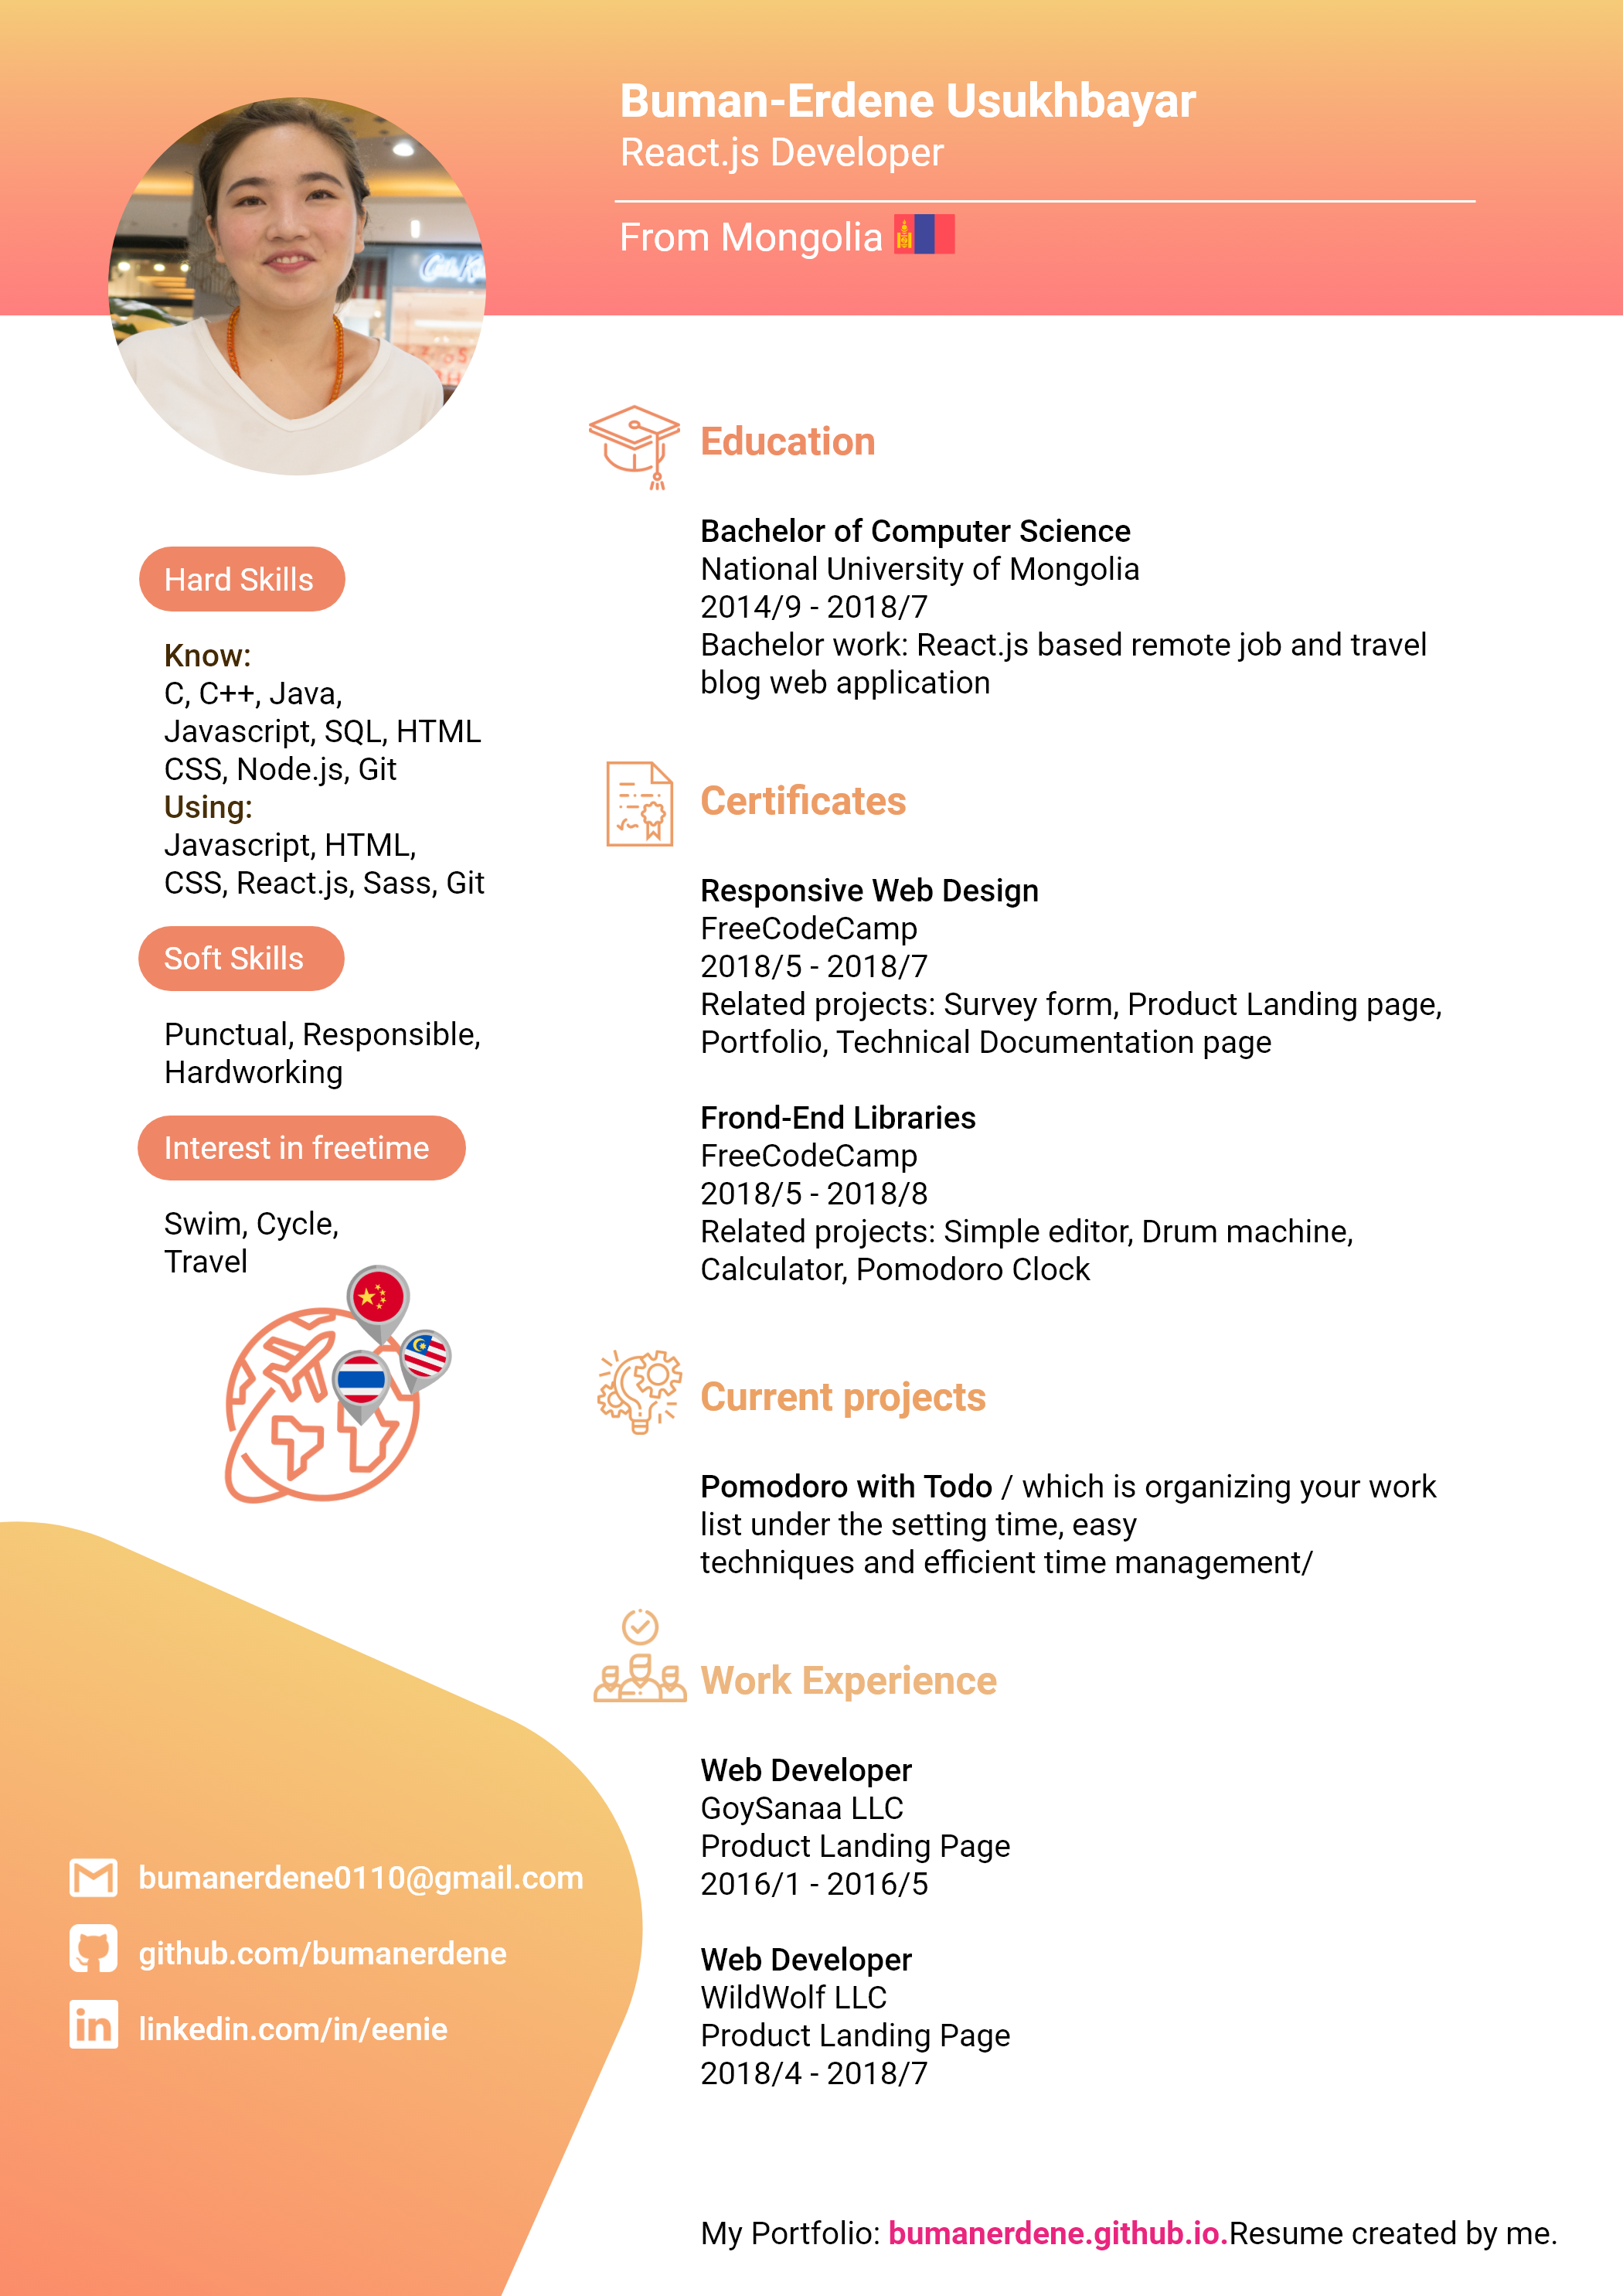 Buman-Erdene Usukhbayar
React.js Developer
From Mongolia
Hard Skills
Know:
C, C++, Java,
Javascript, SQL, HTML
CSS, Node.js, Git
Using:
Javascript, HTML,
CSS, React.js, Sass, Git
Soft Skills
Punctual, Responsible,
Hardworking
Interest in freetime
Swim, Cycle,
Travel
bumanerdene0110@gmail.com
github.com/bumanerdene
in linkedin.com/in/eenie
Education
Bachelor of Computer Science
National University of Mongolia
2014/9 - 2018/7
Bachelor work: React.js based remote job and travel
blog web application
Certificates
Responsive Web Design
FreeCodeCamp
2018/5 - 2018/7
Related projects: Survey form, Product Landing page,
Portfolio, Technical Documentation page
Frond-End Libraries
FreeCodeCamp
2018/5 - 2018/8
Related projects: Simple editor, Drum machine,
Calculator, Pomodoro Clock
Current projects
Pomodoro with Todo / which is organizing your work
list under the setting time, easy
techniques and efficient time management/
Work Experience
Web Developer
GoySanaa LLC
Product Landing Page
2016/1 - 2016/5
Web Developer
WildWolf LLC
Product Landing Page
2018/4 - 2018/7
My Portfolio: bumanerdene.github.io.Resume created by me.